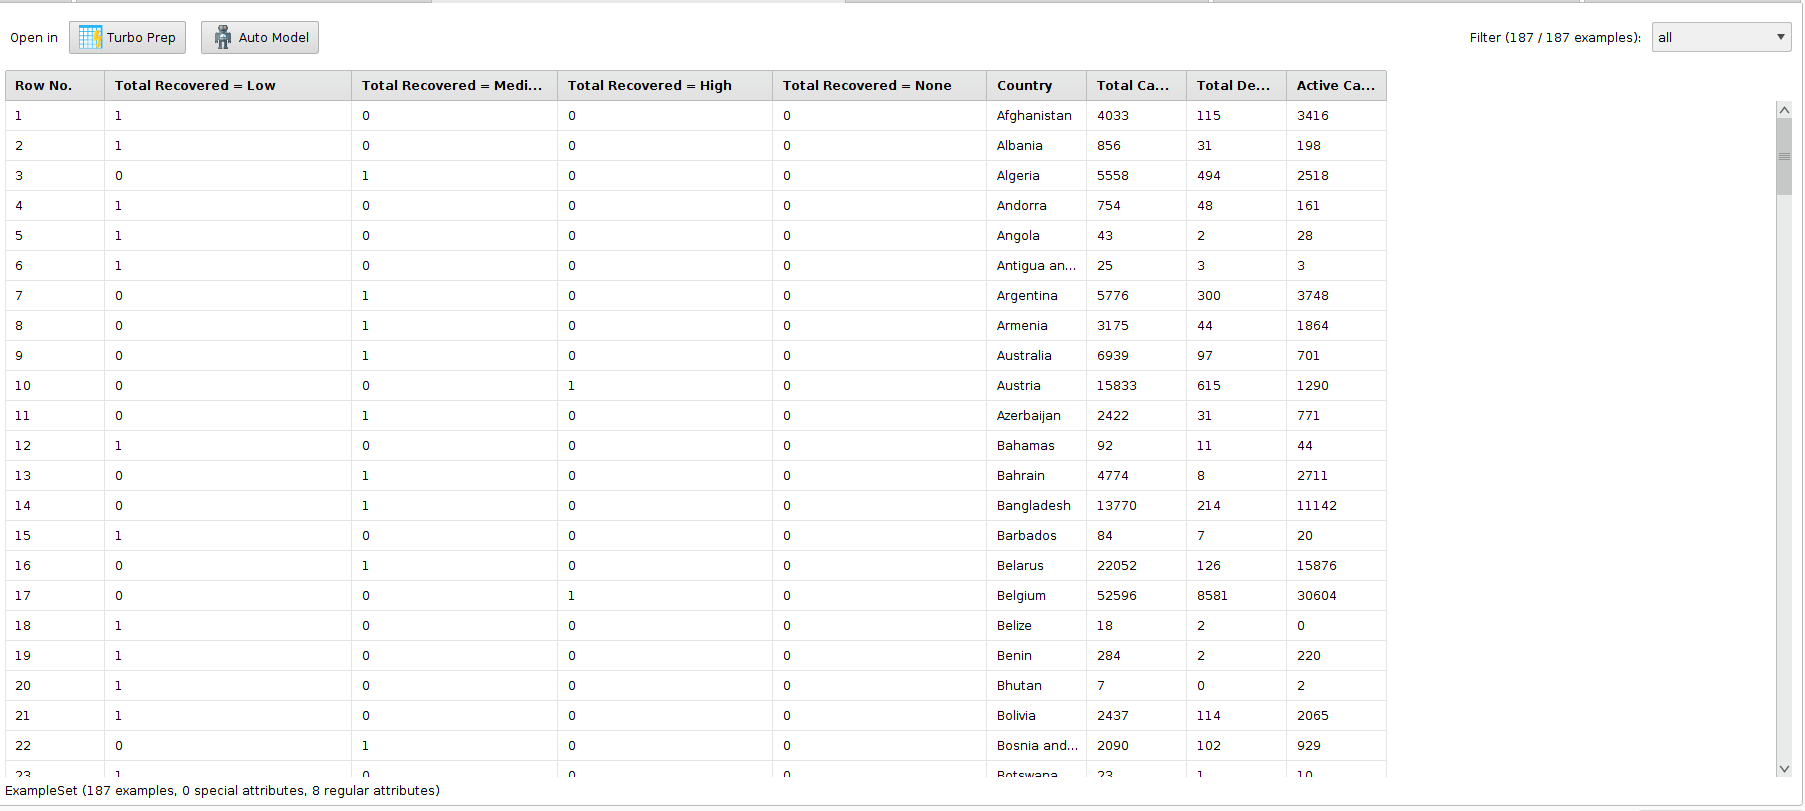 Open in Turbo Prep Auto Model Filter (187 / 187 examples): all
Row No. Total Recovered = Low Total Recovered = Medi... Total Recovered = High Total Recovered = None Country Total Ca... Total De... Active Ca...
1 1 0 0 0 Afghanistan 4033 115 3416
2 1 0 0 0 Albania 856 31 198
3 0 1 0 0 Algeria 5558 494 2518
4 1 0 0 0 Andorra 754 48 161
5 1 0 0 0 Angola 43 2 28
6 1 0 0 0 Antigua an... 25 3 3
7 0 1 0 0 Argentina 5776 300 3748
8 0 1 0 0 Armenia 3175 44 1864
9 0 1 0 0 Australia 6939 97 701
10 0 0 1 0 Austria 15833 615 1290
11 0 1 0 0 Azerbaijan 2422 31 771
12 1 0 0 0 Bahamas 92 11 44
13 0 1 0 0 Bahrain 4774 8 2711
14 0 1 0 0 Bangladesh 13770 214 11142
15 1 0 0 0 Barbados 84 7 20
16 0 1 0 0 Belarus 22052 126 15876
17 0 0 1 0 Belgium 52596 8581 30604
18 1 0 0 0 Belize 18 2 0
19 1 0 0 0 Benin 284 2 220
20 1 0 0 0 Bhutan 7 0 2
21 1 0 0 0 Bolivia 2437 114 2065
22 0 1 0 0 Bosnia and... 2090 102 929
23 1 0 0 0 Botswana 23 1 10
ExampleSet (187 examples, 0 special attributes, 8 regular attributes)